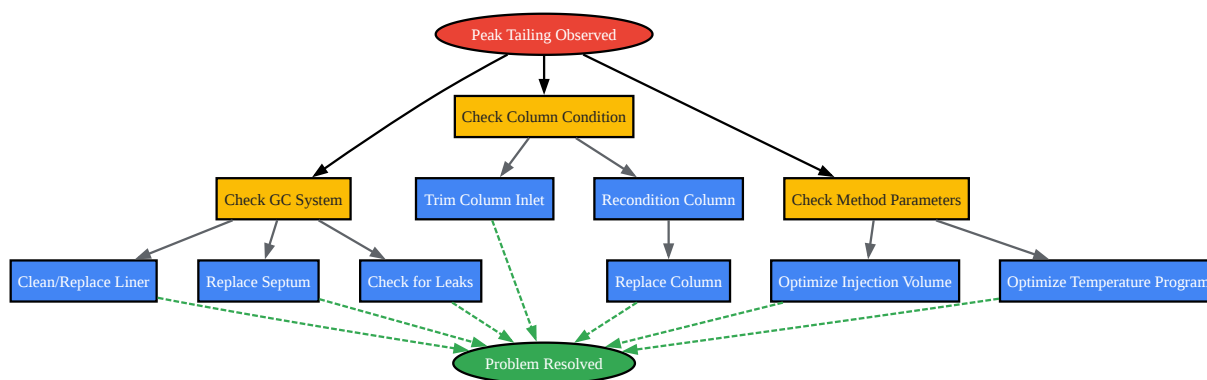 Peak Tailing Observed
Check Column Condition
Check GC System
Trim Column Inlet
Recondition Column
Check Method Parameters
Clean/Replace Liner
Replace Septum
Check for Leaks
Replace Column
Optimize Injection Volume
Optimize Temperature Program
Problem Resolved